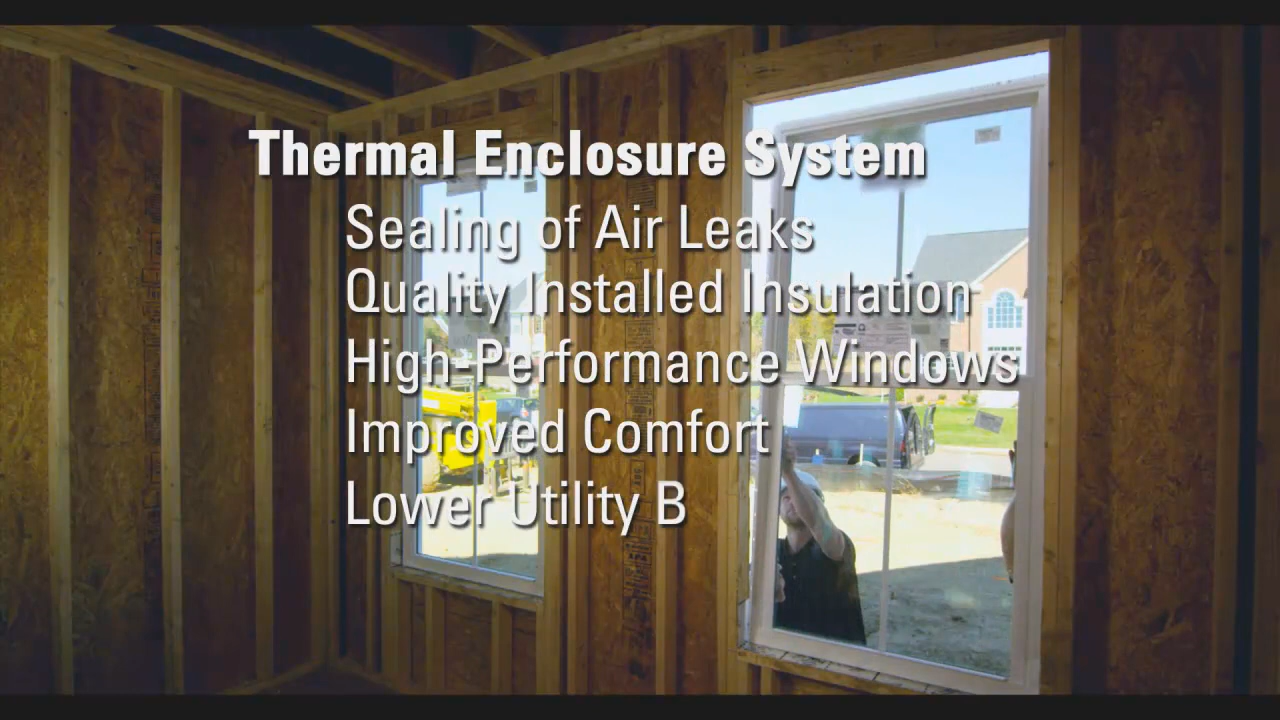 Thermal Enclosure System
Sealing of Air Leaks
Quality Installed Insulation
High-Performance Windows
Improved Comfort
Lower Utility B